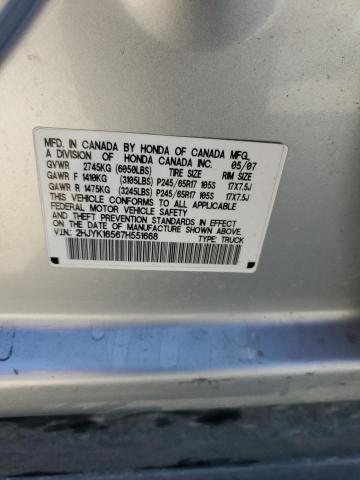 MFD. IN CANADA BY HONDA OF CANADA MFG.,
A DIVISION OF HONDA CANADA INC. 05/07
GVWR 2745KG (6050LBS) TIRE SIZE RIM SIZE
GAWR F 1410KG (3105LBS) P245/65R17 105S 17X7.5J
GAWR R 1475KG (3245LBS) P245/65R17 105S 17X7.5J
THIS VEHICLE CONFORMS TO ALL APPLICABLE
FEDERAL MOTOR VEHICLE SAFETY
AND THEFT PREVENTION STANDARDS IN EFFECT
ON THE DATE OF MANUFACTURE SHOWN ABOVE.
V.I.N.: 2HJYK16567H551668 TYPE: TRUCK